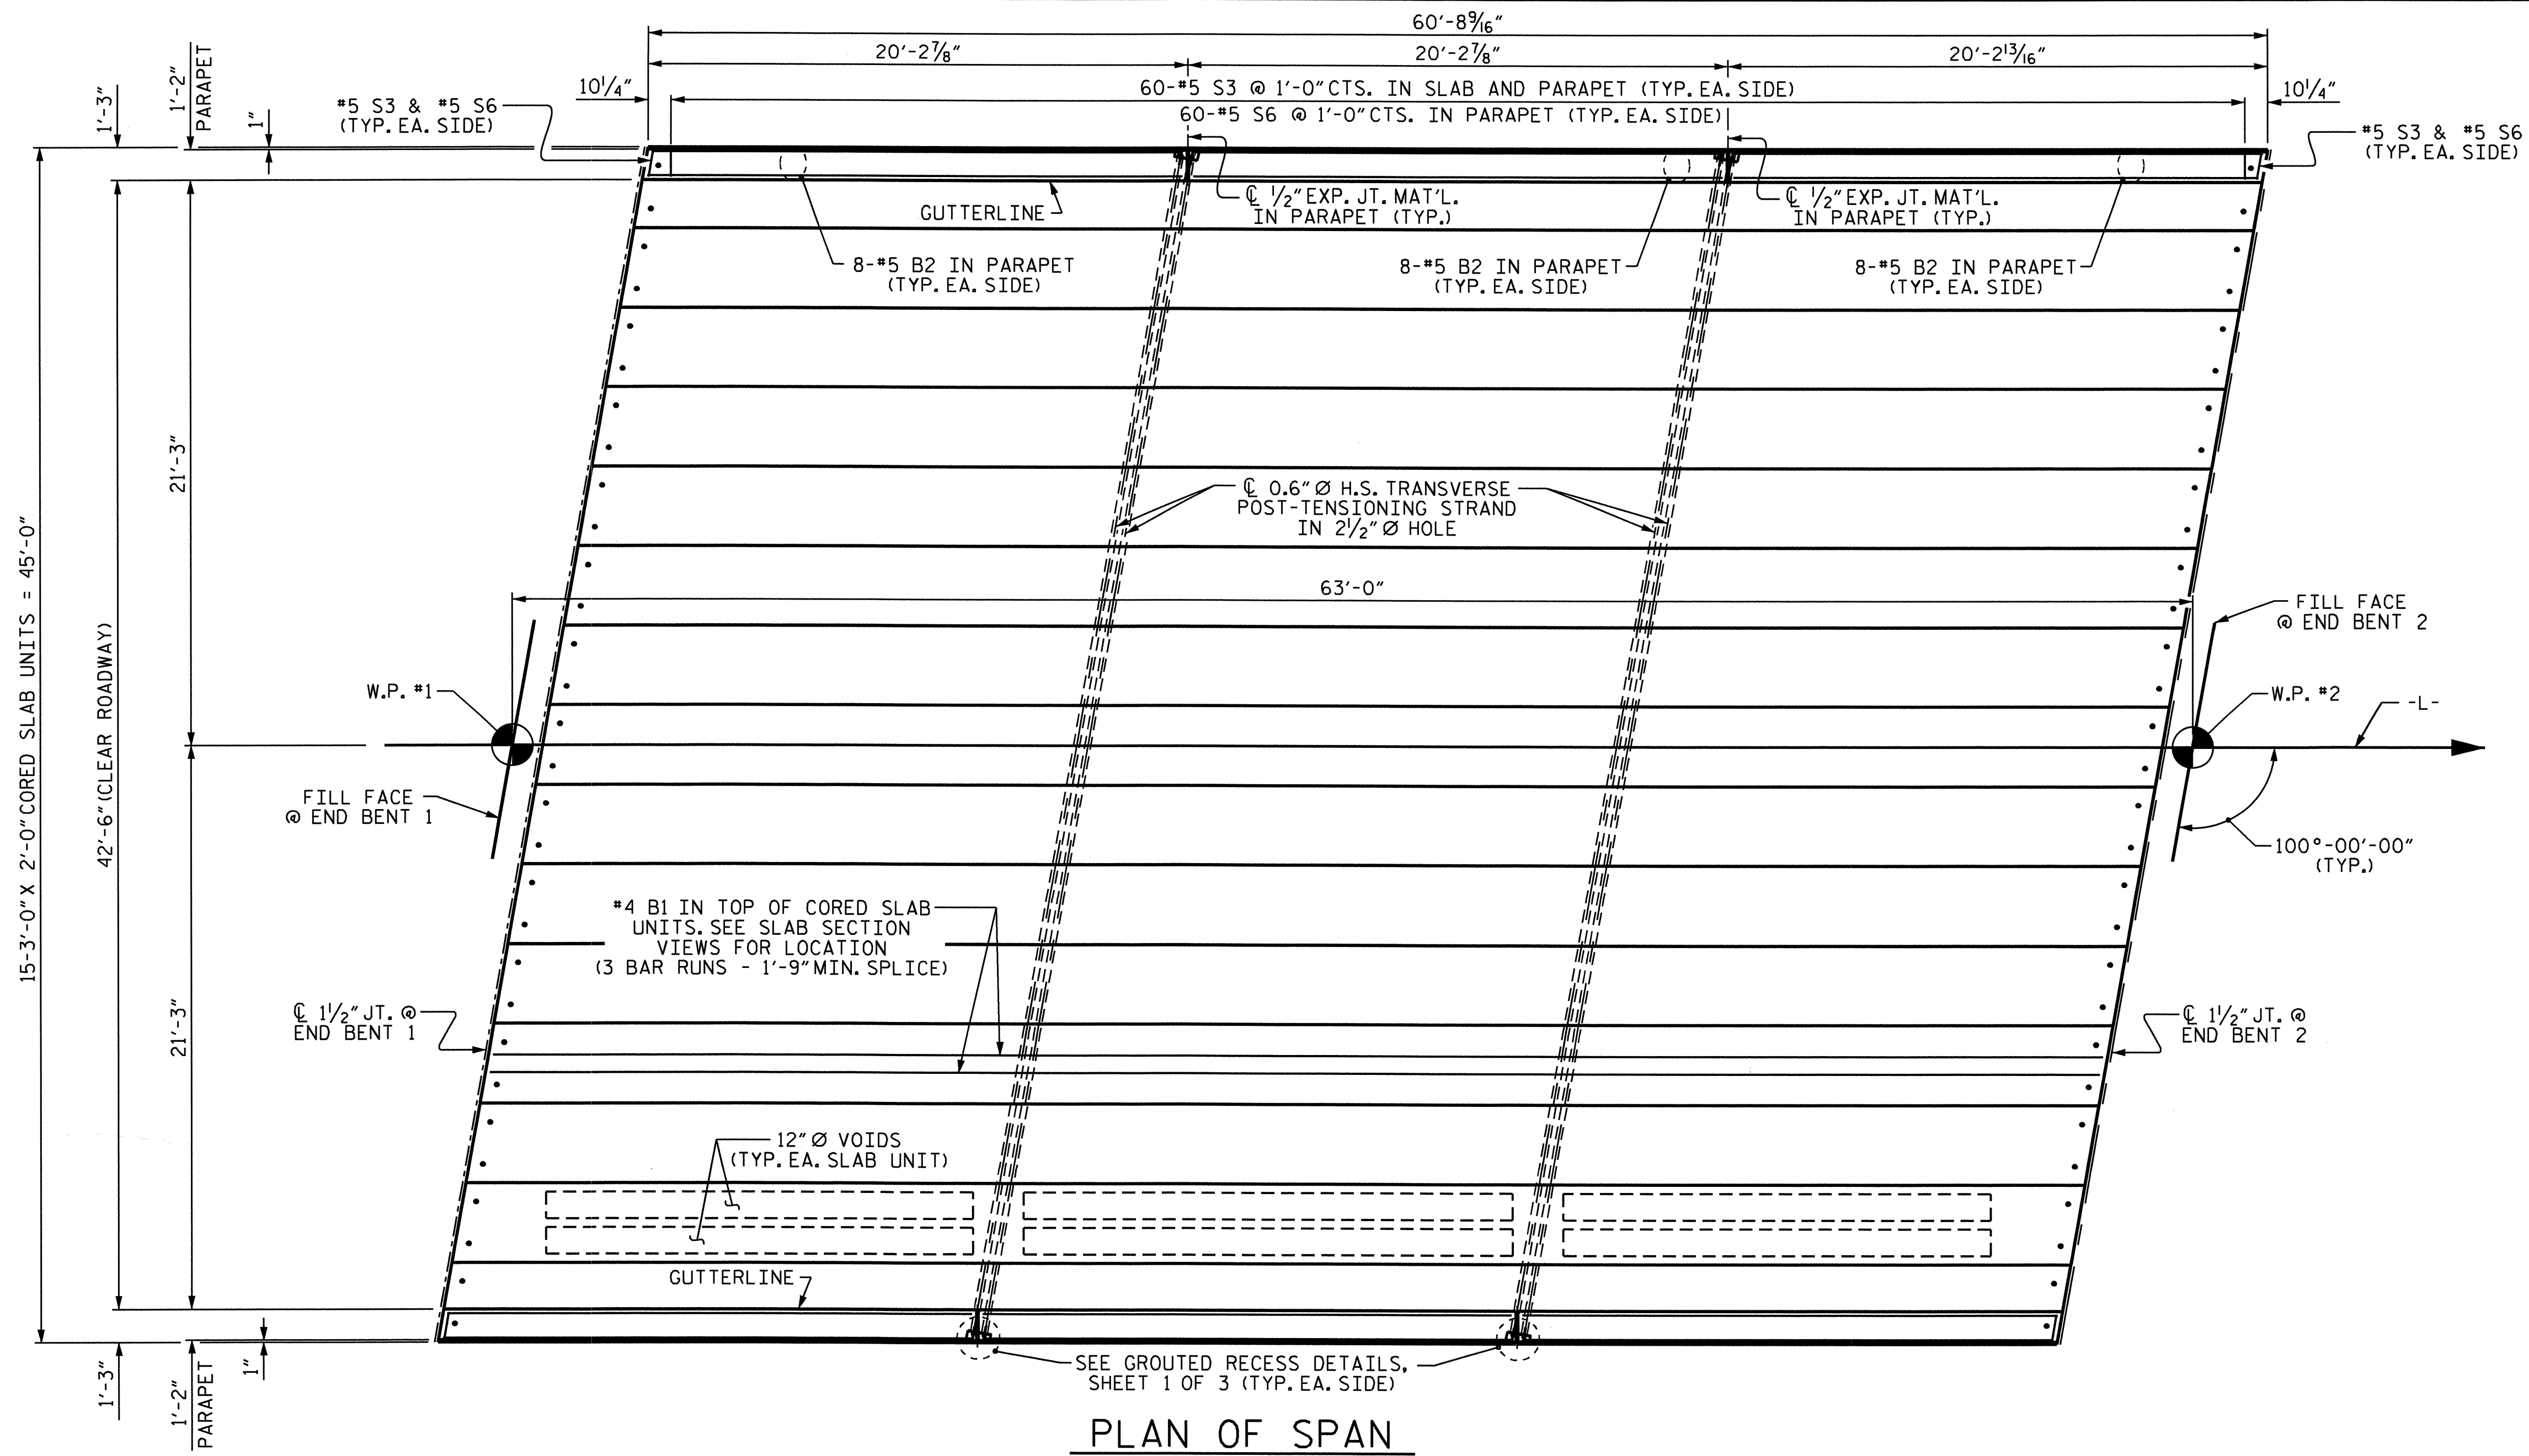 60'-8 9/16"
20'-2 7/8"
20'-2 7/8"
20'-2 13/16"
10 1/4"
60-#5 S3 @ 1'-0" CTS. IN SLAB AND PARAPET (TYP. EA. SIDE)
10 1/4"
60-#5 S6 @ 1'-0" CTS. IN PARAPET (TYP. EA. SIDE)
1'-3"
1'-2"
PARAPET
1"
#5 S3 & #5 S6
(TYP. EA. SIDE)
#5 S3 & #5 S6
(TYP. EA. SIDE)
GUTTERLINE
℄ 1/2" EXP. JT. MAT'L.
IN PARAPET (TYP.)
℄ 1/2" EXP. JT. MAT'L.
IN PARAPET (TYP.)
8-#5 B2 IN PARAPET
(TYP. EA. SIDE)
8-#5 B2 IN PARAPET
(TYP. EA. SIDE)
8-#5 B2 IN PARAPET
(TYP. EA. SIDE)
21'-3"
℄ 0.6" Ø H.S. TRANSVERSE
POST-TENSIONING STRAND
IN 2 1/2" Ø HOLE
15-3'-0" X 2'-0" CORED SLAB UNITS = 45'-0"
42'-6" (CLEAR ROADWAY)
63'-0"
FILL FACE
@ END BENT 2
W.P. #1
W.P. #2
-L-
FILL FACE
@ END BENT 1
100°-00'-00"
(TYP.)
#4 B1 IN TOP OF CORED SLAB
UNITS. SEE SLAB SECTION
VIEWS FOR LOCATION
(3 BAR RUNS - 1'-9" MIN. SPLICE)
21'-3"
℄ 1 1/2" JT. @
END BENT 1
℄ 1 1/2" JT. @
END BENT 2
12" Ø VOIDS
(TYP. EA. SLAB UNIT)
GUTTERLINE
1'-3"
1'-2"
PARAPET
1"
SEE GROUTED RECESS DETAILS,
SHEET 1 OF 3 (TYP. EA. SIDE)
PLAN OF SPAN